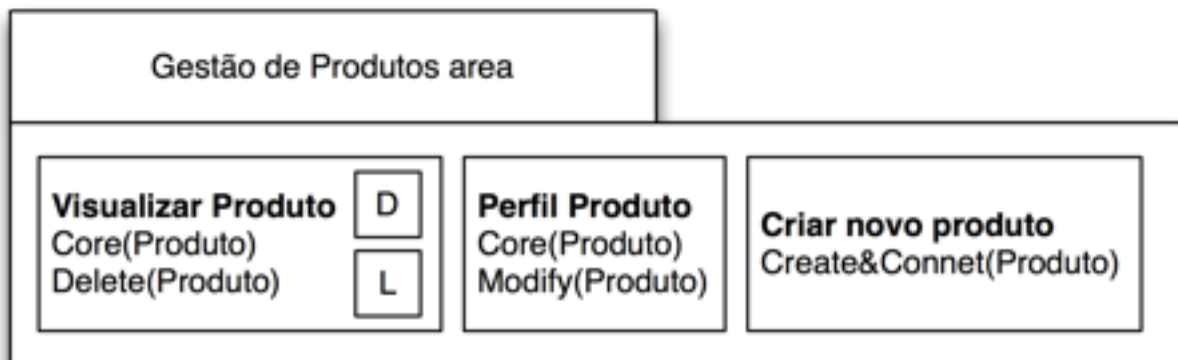 Gestão de Produtos area
Visualizar Produto
Core(Produto)
Delete(Produto)
D
L
Perfil Produto
Core(Produto)
Modify(Produto)
Criar novo produto
Create&Connet(Produto)